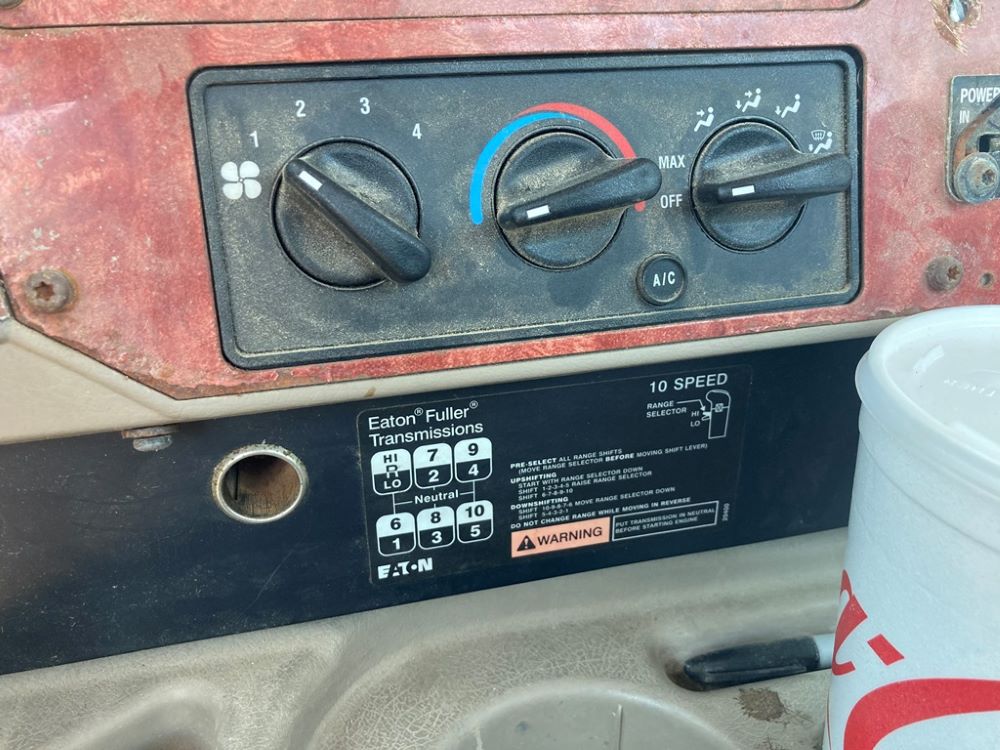 1 2 3 4
MAX
OFF
A/C
POWER
IN
Eaton® Fuller®
Transmissions
HI
R
LO
7
2
9
4
Neutral
6
1
8
3
10
5
EATON
10 SPEED
RANGE
SELECTOR
HI
LO
PRE-SELECT ALL RANGE SHIFTS
(MOVE RANGE SELECTOR BEFORE MOVING SHIFT LEVER)
UPSHIFTING
START WITH RANGE SELECTOR DOWN
SHIFT 1-2-3-4-5 RAISE RANGE SELECTOR
SHIFT 6-7-8-9-10
DOWNSHIFTING
SHIFT 10-9-8-7-6 MOVE RANGE SELECTOR DOWN
SHIFT 5-4-3-2-1
DO NOT CHANGE RANGE WHILE MOVING IN REVERSE
WARNING
PUT TRANSMISSION IN NEUTRAL
BEFORE STARTING ENGINE